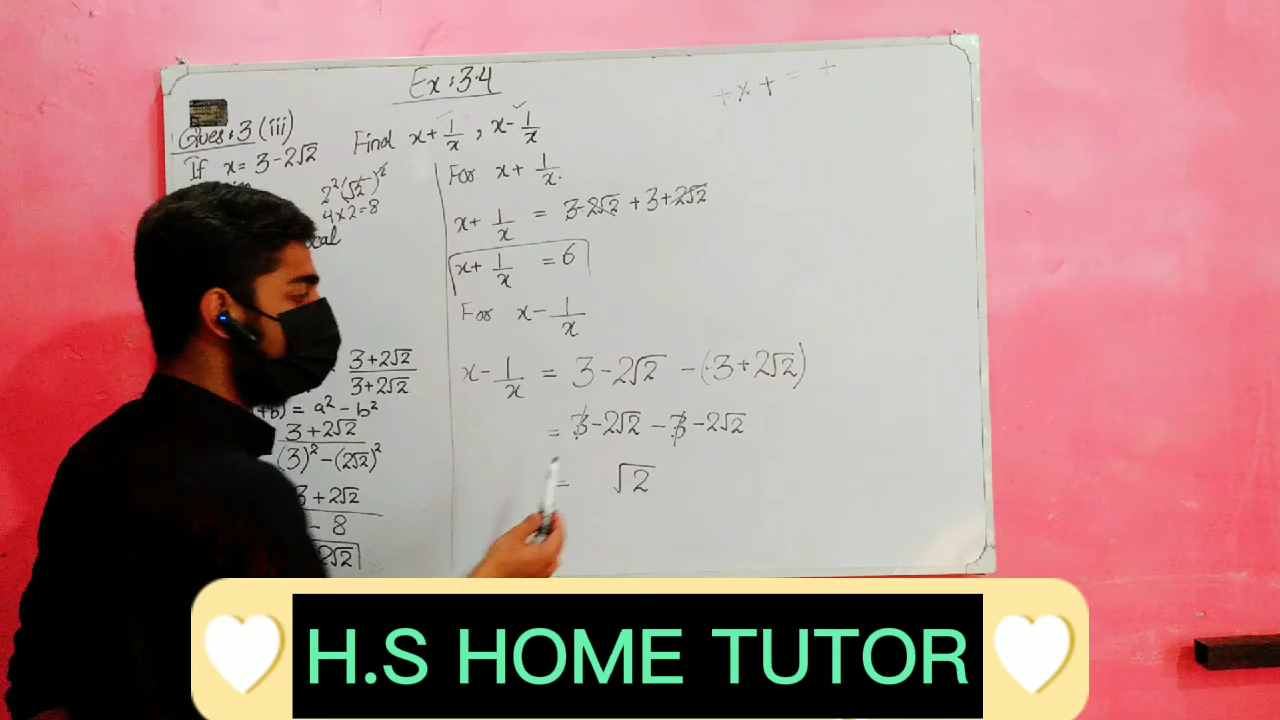 Ex: 3.4
+ x + = +
Ques: 3 (iii)
Find x + 1/x , x - 1/x
If x = 3 - 2√2
2²(√2)²
4 x 2 = 8
For x + 1/x.
x + 1/x = 3 - 2√2 + 3 + 2√2
x + 1/x = 6
For x - 1/x
x - 1/x = 3 - 2√2 - (3 + 2√2)
= 3 - 2√2 - 3 - 2√2
= √2
3 + 2√2
3 + 2√2
+b) = a² - b²
3 + 2√2
(3)² - (2√2)²
3 + 2√2
- 8
2√2
H.S HOME TUTOR